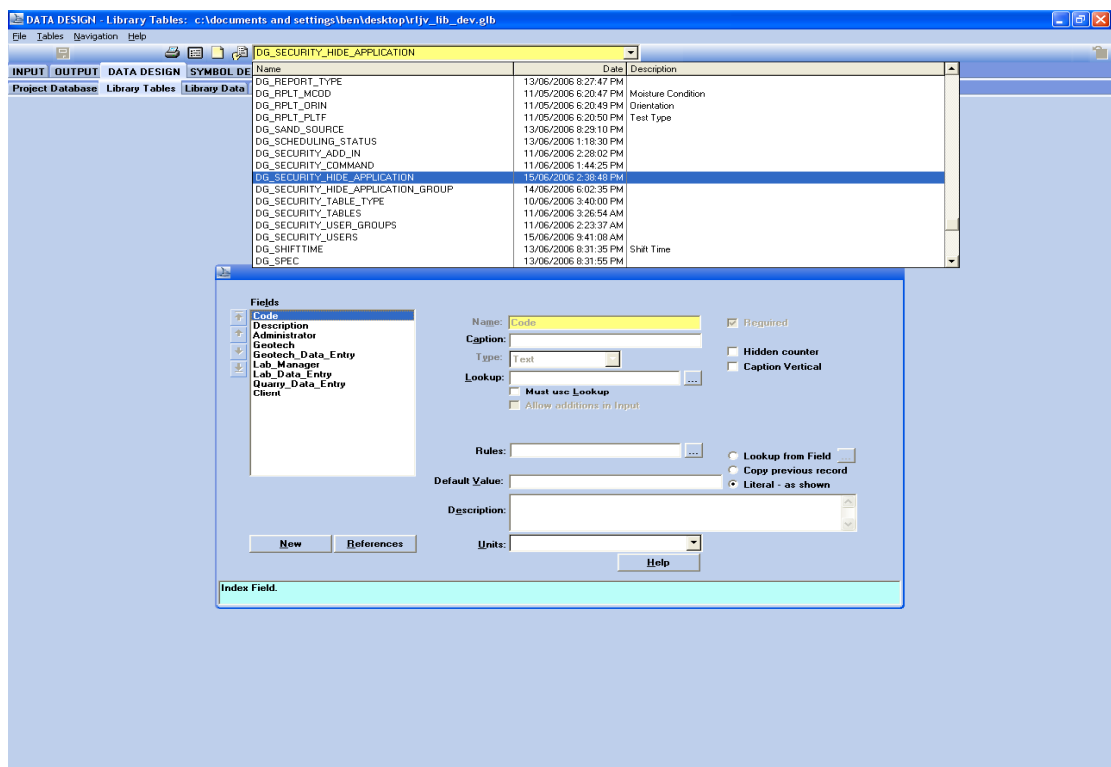 DATA DESIGN - Library Tables: c:\documents and settings\ben\desktop\rljv_lib_dev.glb
File Tables Navigation Help
DG_SECURITY_HIDE_APPLICATION
INPUT OUTPUT DATA DESIGN SYMBOL DE
Project Database Library Tables Library Data
Name Date Description
DG_REPORT_TYPE 13/06/2006 8:27:47 PM
DG_RPLT_MCOD 11/05/2006 6:20:47 PM Moisture Condition
DG_RPLT_ORIN 11/05/2006 6:20:49 PM Orientation
DG_RPLT_PLTF 11/05/2006 6:20:50 PM Test Type
DG_SAND_SOURCE 13/06/2006 8:29:10 PM
DG_SCHEDULING_STATUS 13/06/2006 1:18:30 PM
DG_SECURITY_ADD_IN 11/06/2006 2:28:02 PM
DG_SECURITY_COMMAND 11/06/2006 1:44:25 PM
DG_SECURITY_HIDE_APPLICATION 15/06/2006 2:38:48 PM
DG_SECURITY_HIDE_APPLICATION_GROUP 14/06/2006 6:02:35 PM
DG_SECURITY_TABLE_TYPE 10/06/2006 3:40:00 PM
DG_SECURITY_TABLES 11/06/2006 3:26:54 AM
DG_SECURITY_USER_GROUPS 11/06/2006 2:23:37 AM
DG_SECURITY_USERS 15/06/2006 9:41:08 AM
DG_SHIFTTIME 13/06/2006 8:31:35 PM Shift Time
DG_SPEC 13/06/2006 8:31:55 PM
Fields
Code
Description
Administrator
Geotech
Geotech_Data_Entry
Lab_Manager
Lab_Data_Entry
Quarry_Data_Entry
Client
New References
Name: Code
Required
Caption:
Hidden counter
Type: Text
Caption Vertical
Lookup: ...
Must use Lookup
Allow additions in Input
Rules: ...
Lookup from Field
Copy previous record
Default Value:
Literal - as shown
Description:
Units:
Help
Index Field.